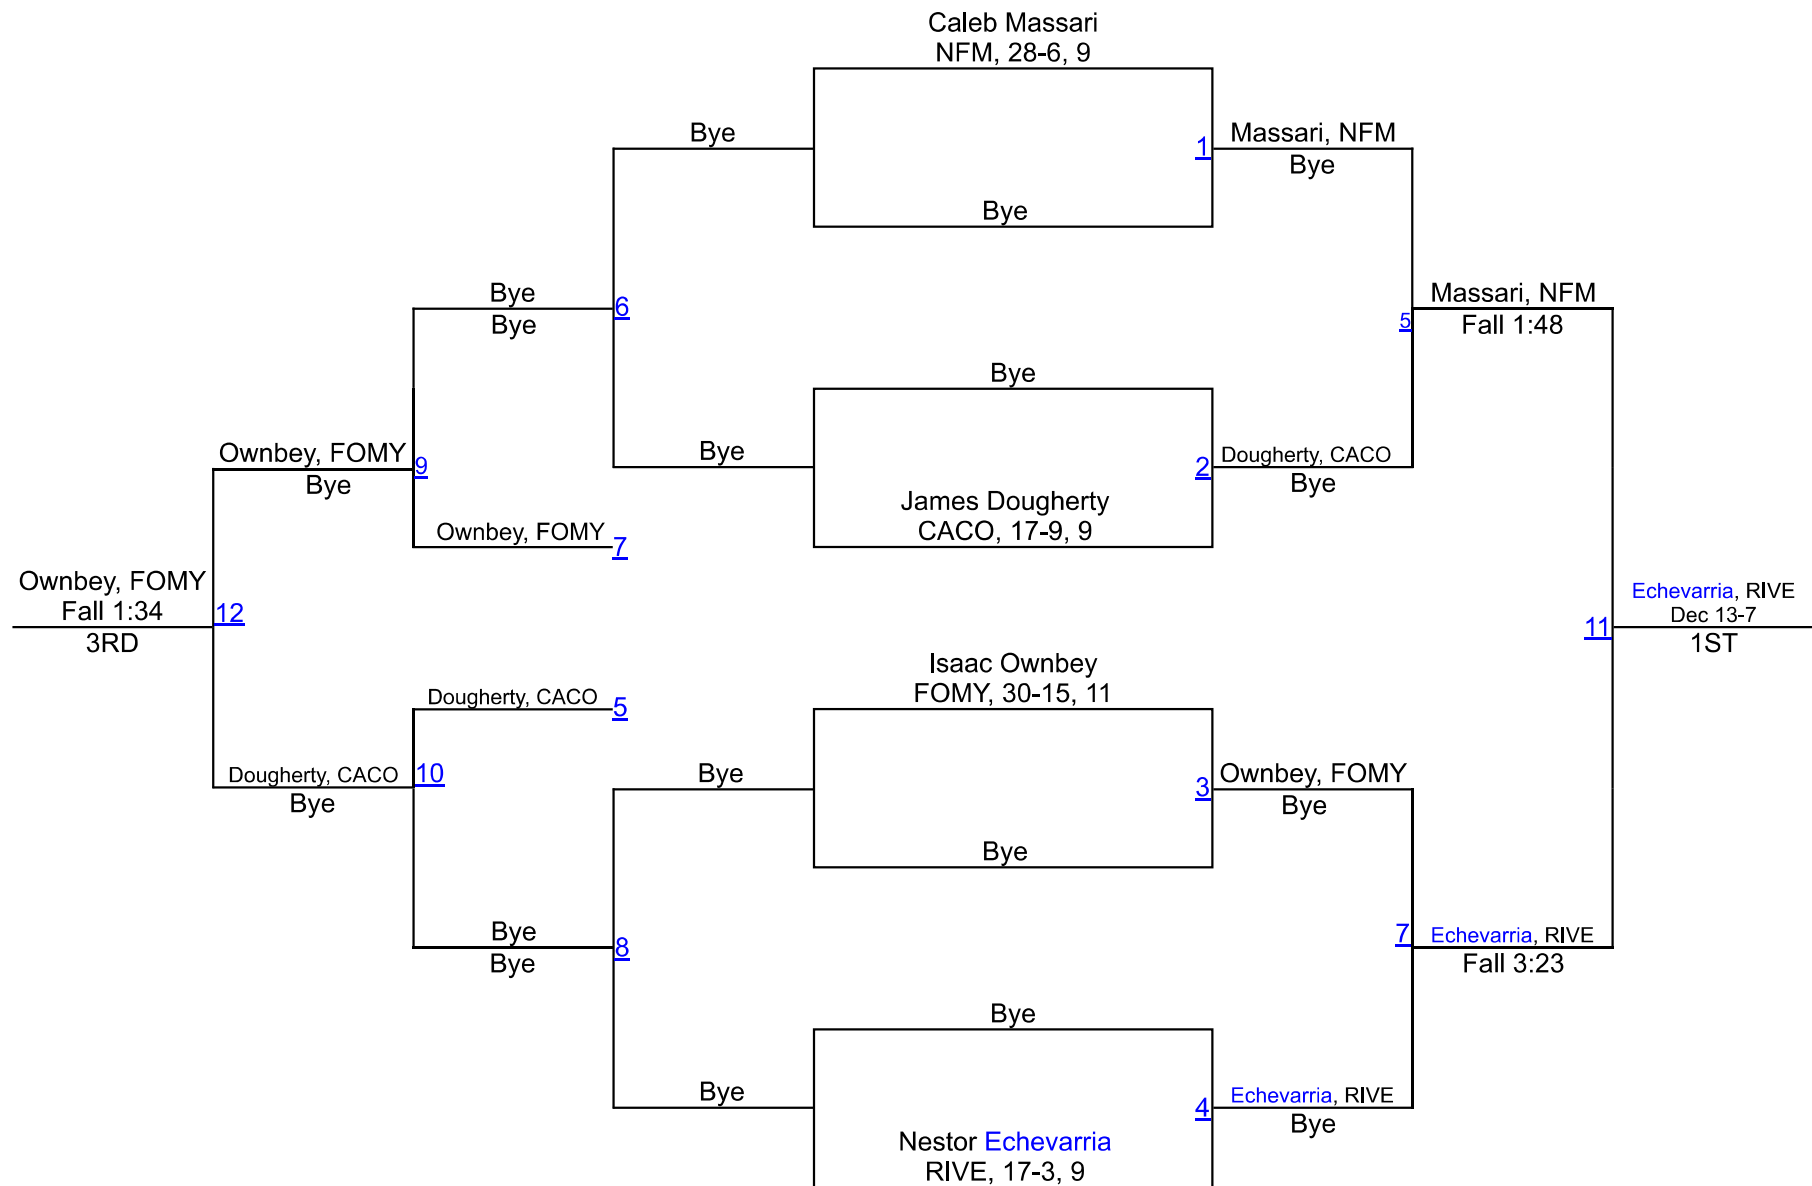 Caleb Massari
NFM, 28-6, 9
Bye
1
Massari, NFM
Bye
Bye
Bye
Bye
6
Massari, NFM
Fall 1:48
5
Bye
Ownbey, FOMY
Bye
9
Bye
2
Dougherty, CACO
Bye
James Dougherty
CACO, 17-9, 9
Ownbey, FOMY
7
Ownbey, FOMY
Fall 1:34
3RD
12
11
Echevarria, RIVE
Dec 13-7
1ST
Isaac Ownbey
FOMY, 30-15, 11
Dougherty, CACO
5
Dougherty, CACO
Bye
10
Bye
3
Ownbey, FOMY
Bye
Bye
Bye
Bye
8
7
Echevarria, RIVE
Fall 3:23
Bye
Bye
4
Echevarria, RIVE
Bye
Nestor Echevarria
RIVE, 17-3, 9